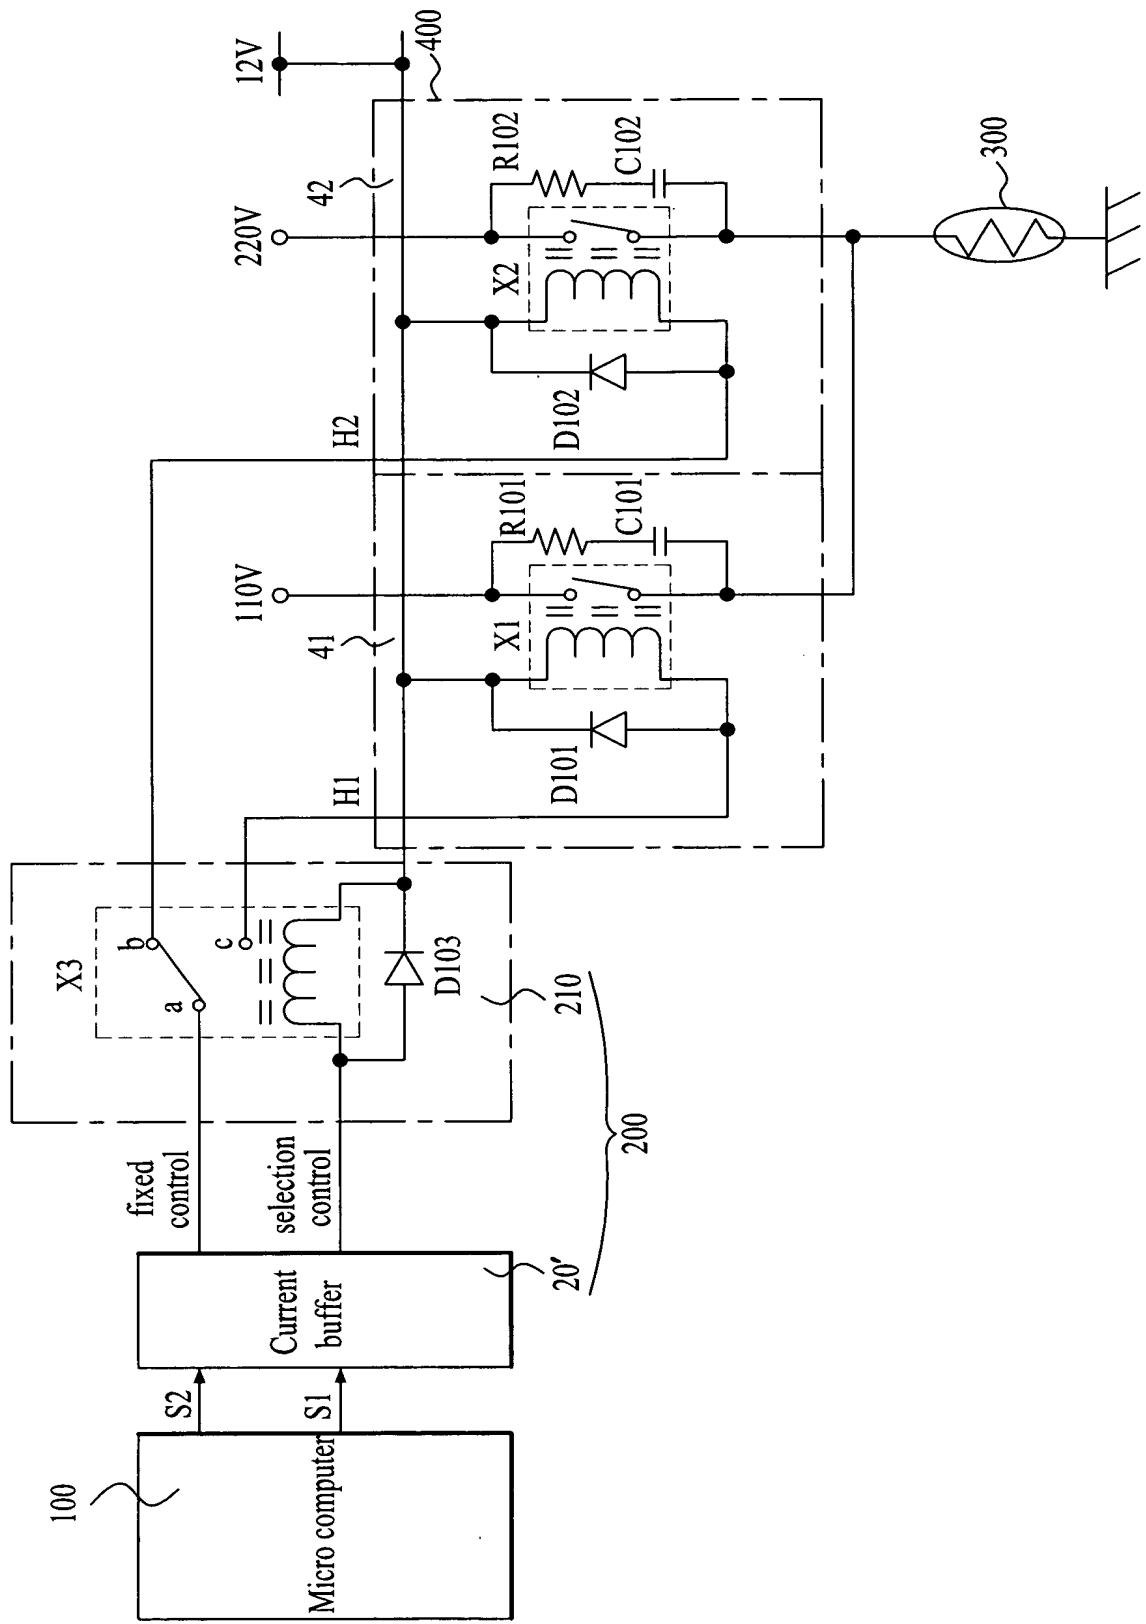 100
Micro computer
S2
S1
Current
buffer
20'
fixed
control
selection
control
200
210
X3
a
b
c
D103
H1
H2
41
42
110V
220V
12V
400
X1
D101
R101
C101
X2
D102
R102
C102
300